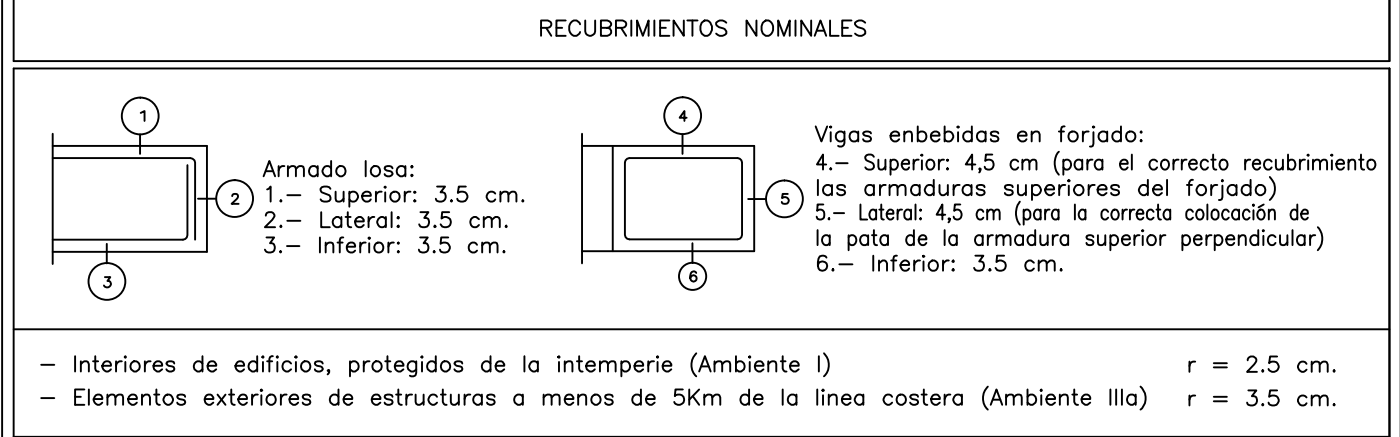 RECUBRIMIENTOS NOMINALES
1
2
3
Armado losa:
1.– Superior: 3.5 cm.
2.– Lateral: 3.5 cm.
3.– Inferior: 3.5 cm.
4
5
6
Vigas enbebidas en forjado:
4.– Superior: 4,5 cm (para el correcto recubrimiento
las armaduras superiores del forjado)
5.– Lateral: 4,5 cm (para la correcta colocación de
la pata de la armadura superior perpendicular)
6.– Inferior: 3.5 cm.
– Interiores de edificios, protegidos de la intemperie (Ambiente I) r = 2.5 cm.
– Elementos exteriores de estructuras a menos de 5Km de la linea costera (Ambiente IIIa) r = 3.5 cm.